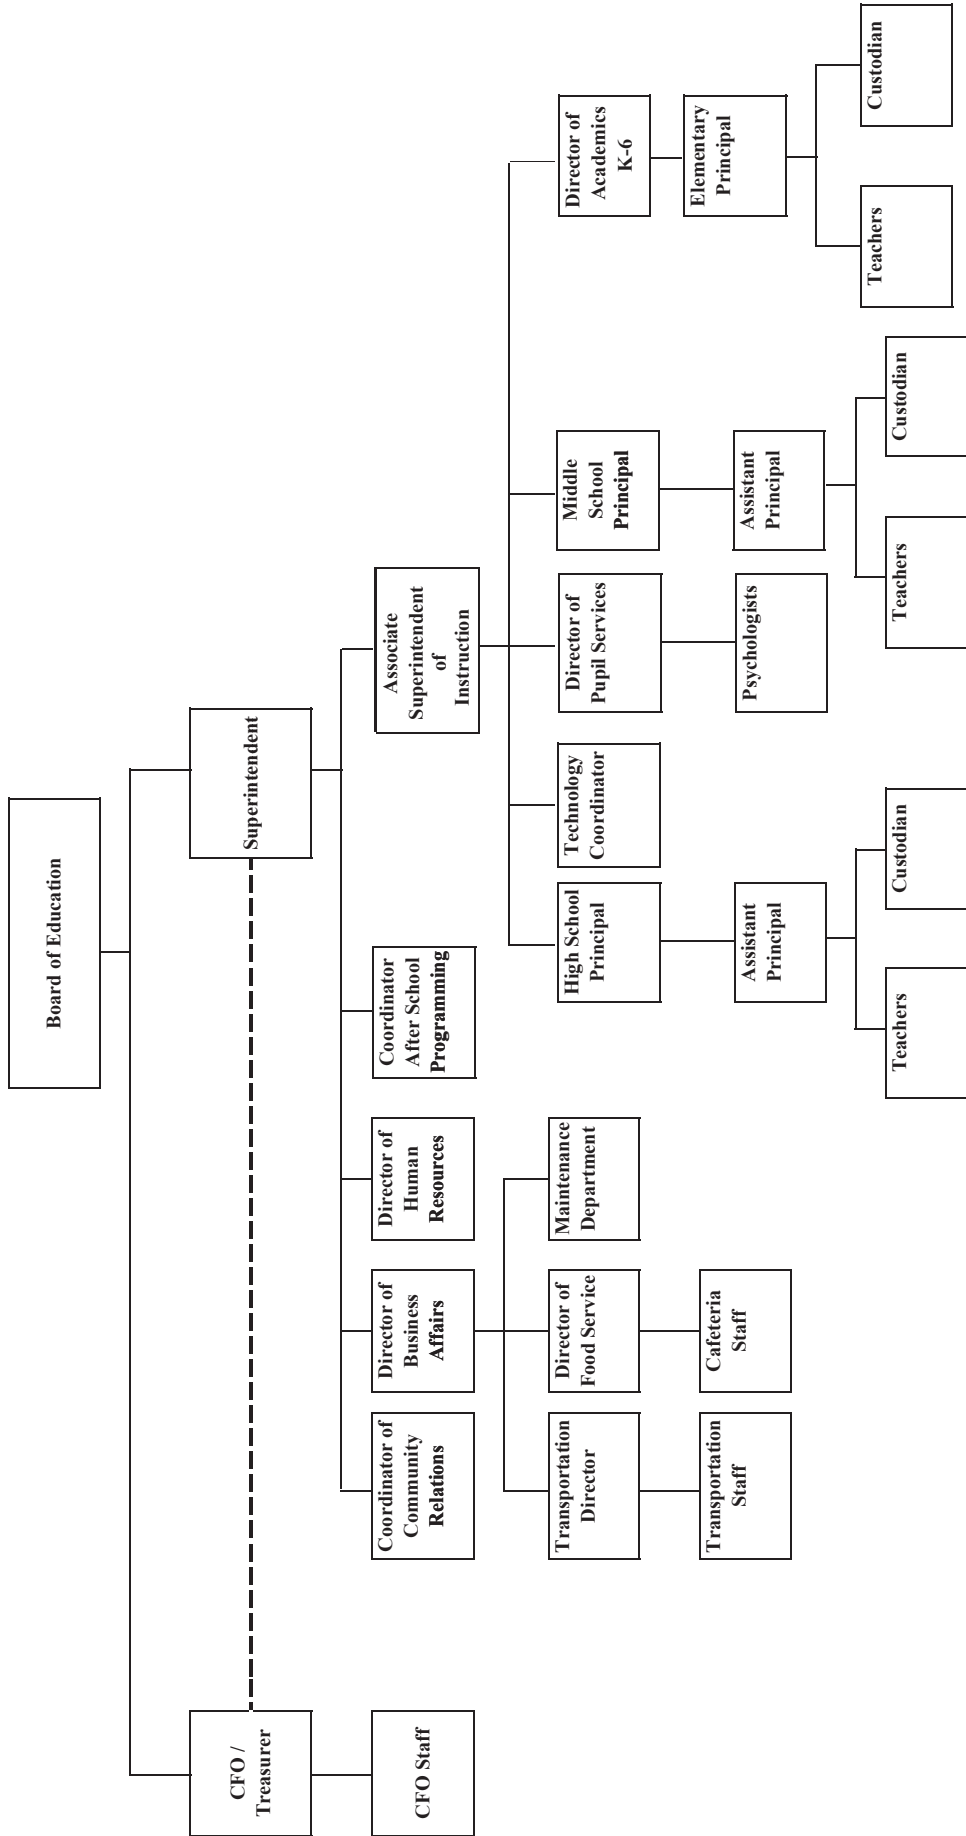 Board of Education
CFO /
Treasurer
Superintendent
CFO Staff
Coordinator of
Community
Relations
Director of
Business
Affairs
Director of
Human
Resources
Coordinator
After School
Programming
Associate
Superintendent
of
Instruction
Transportation
Director
Director of
Food Service
Maintenance
Department
High School
Principal
Technology
Coordinator
Director of
Pupil Services
Middle
School
Principal
Director of
Academics
K-6
Transportation
Staff
Cafeteria
Staff
Assistant
Principal
Psychologists
Assistant
Principal
Elementary
Principal
Teachers
Custodian
Teachers
Custodian
Teachers
Custodian